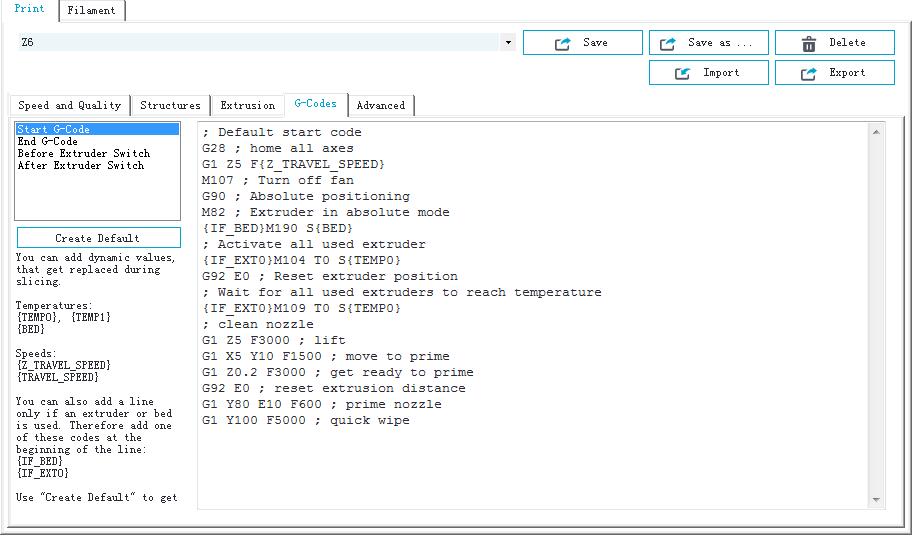 Print
Filament
Z6
Save
Save as ...
Delete
Import
Export
Speed and Quality
Structures
Extrusion
G-Codes
Advanced
Start G-Code
End G-Code
Before Extruder Switch
After Extruder Switch
Create Default
You can add dynamic values,
that get replaced during
slicing.
Temperatures:
{TEMP0}, {TEMP1}
{BED}
Speeds:
{Z_TRAVEL_SPEED}
{TRAVEL_SPEED}
You can also add a line
only if an extruder or bed
is used. Therefore add one
of these codes at the
beginning of the line:
{IF_BED}
{IF_EXT0}
Use "Create Default" to get
; Default start code
G28 ; home all axes
G1 Z5 F{Z_TRAVEL_SPEED}
M107 ; Turn off fan
G90 ; Absolute positioning
M82 ; Extruder in absolute mode
{IF_BED}M190 S{BED}
; Activate all used extruder
{IF_EXT0}M104 T0 S{TEMP0}
G92 E0 ; Reset extruder position
; Wait for all used extruders to reach temperature
{IF_EXT0}M109 T0 S{TEMP0}
; clean nozzle
G1 Z5 F3000 ; lift
G1 X5 Y10 F1500 ; move to prime
G1 Z0.2 F3000 ; get ready to prime
G92 E0 ; reset extrusion distance
G1 Y80 E10 F600 ; prime nozzle
G1 Y100 F5000 ; quick wipe